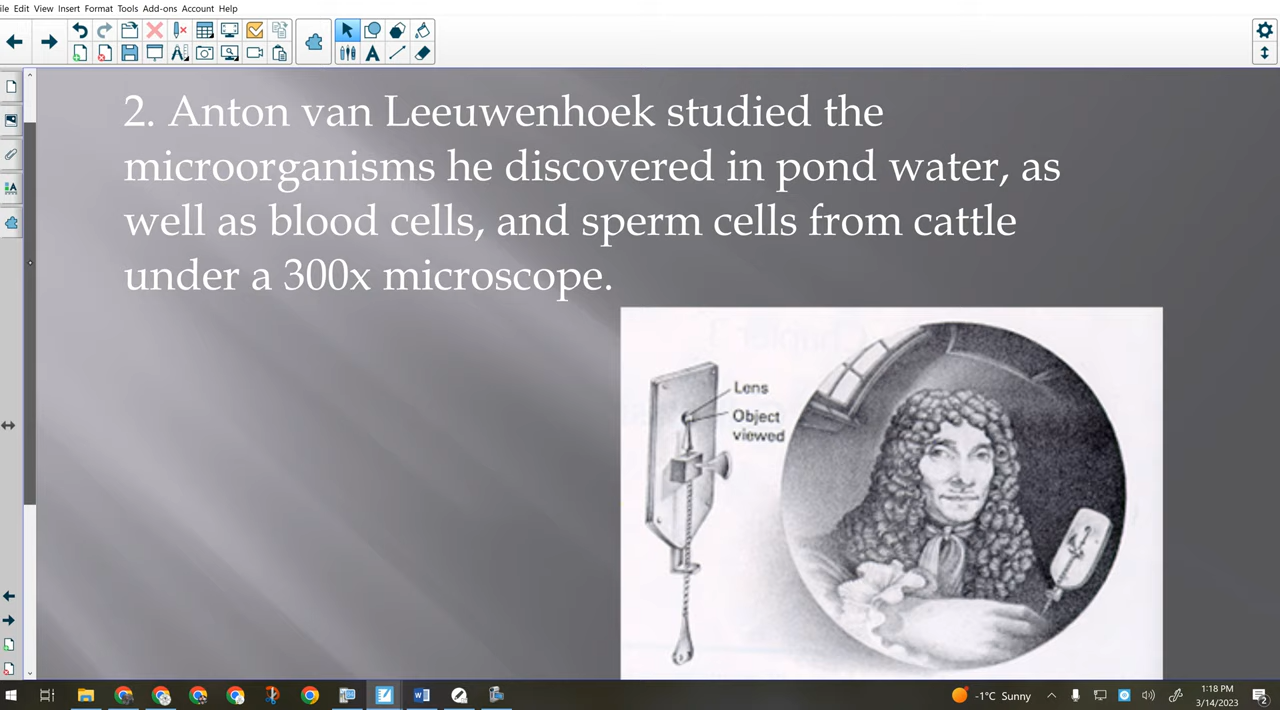 ile Edit View Insert Format Tools Add-ons Account Help
2. Anton van Leeuwenhoek studied the
microorganisms he discovered in pond water, as
well as blood cells, and sperm cells from cattle
under a 300x microscope.
Lens
Object
viewed
-1°C Sunny
1:18 PM
3/14/2023
2